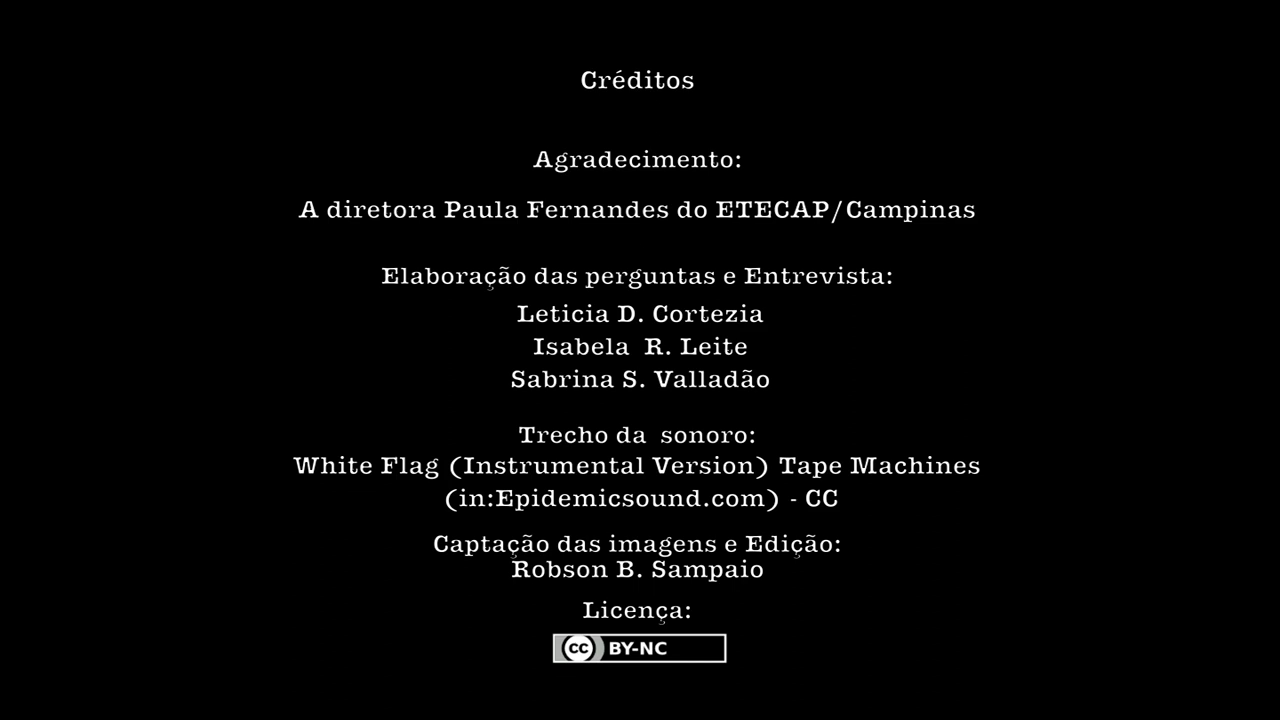 Créditos
Agradecimento:
A diretora Paula Fernandes do ETECAP/Campinas
Elaboração das perguntas e Entrevista:
Leticia D. Cortezia
Isabela  R. Leite
Sabrina S. Valladão
Trecho da  sonoro:
White Flag (Instrumental Version) Tape Machines
(in:Epidemicsound.com) - CC
Captação das imagens e Edição:
Robson B. Sampaio
Licença:
CC BY-NC